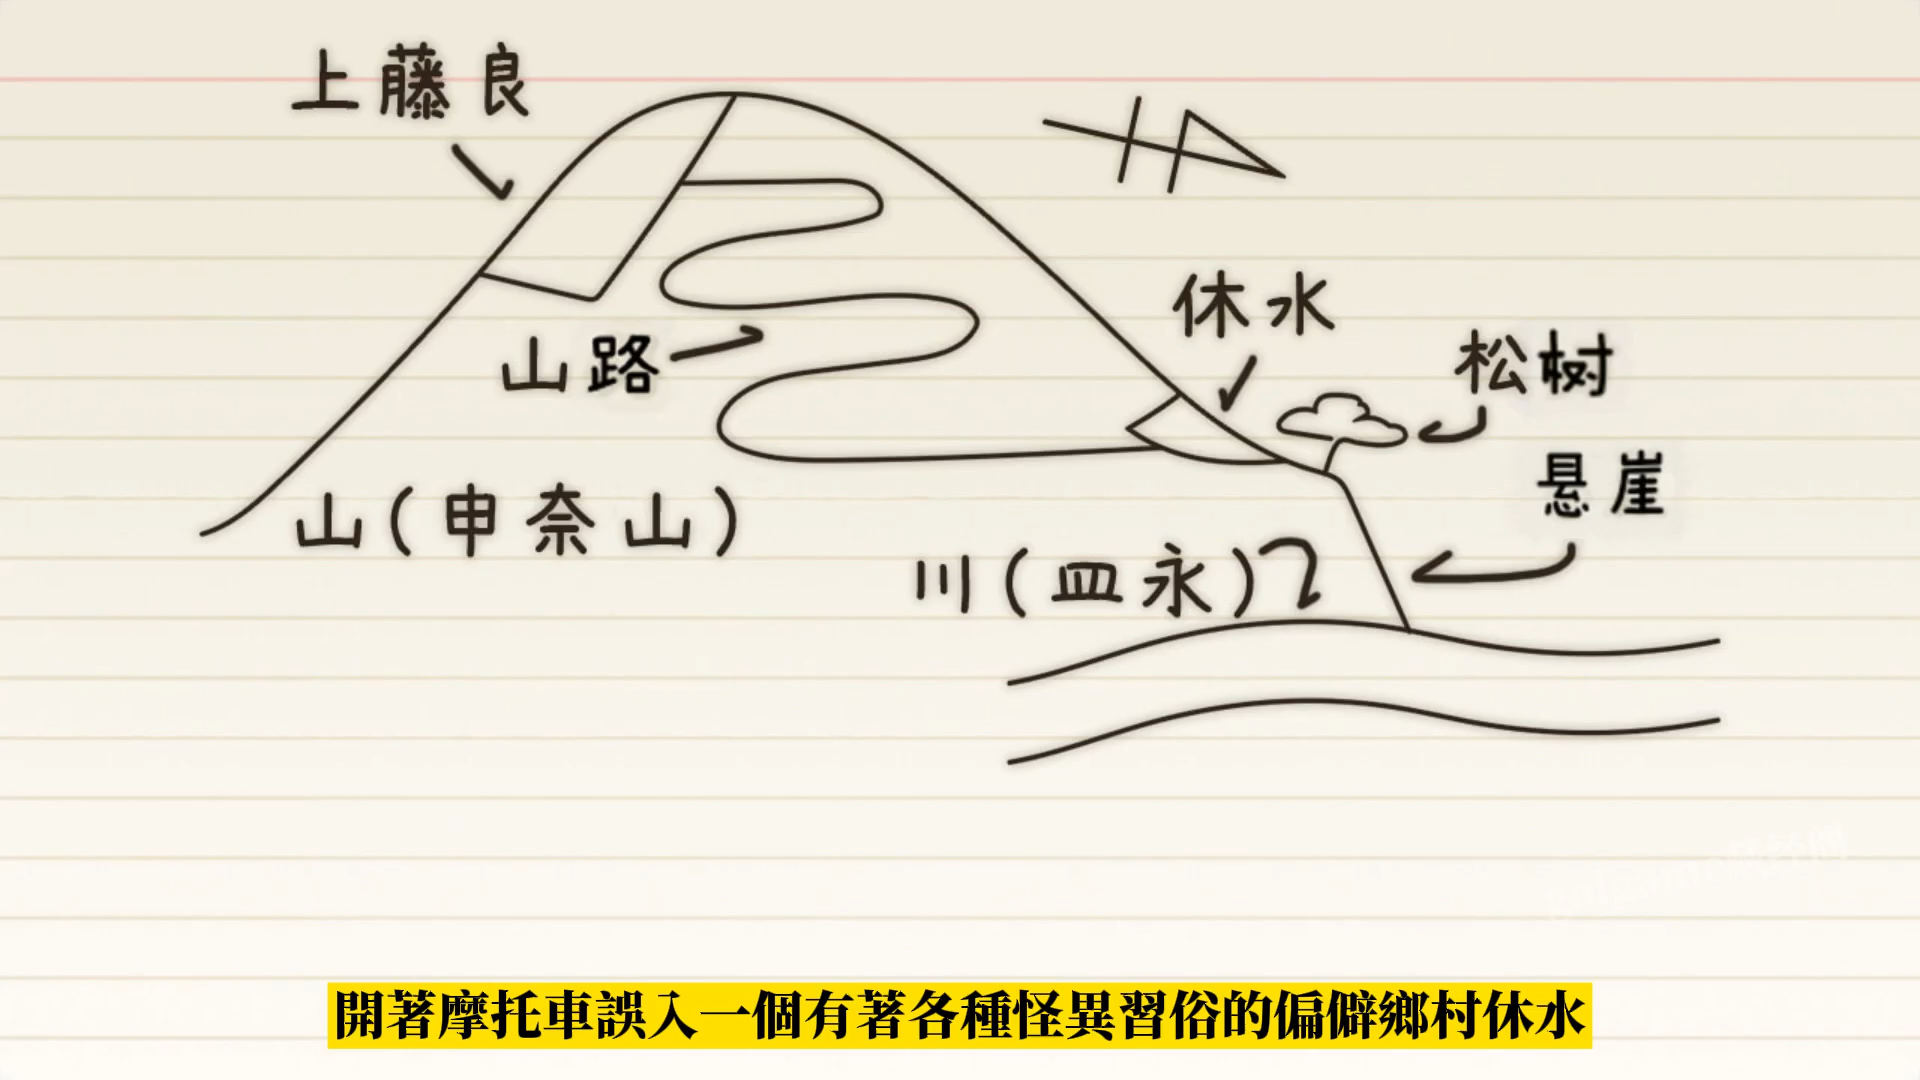 上藤良
休水
山路
松树
悬崖
山(申奈山)
川(皿永)
開著摩托車誤入一個有著各種怪異習俗的偏僻鄉村休水